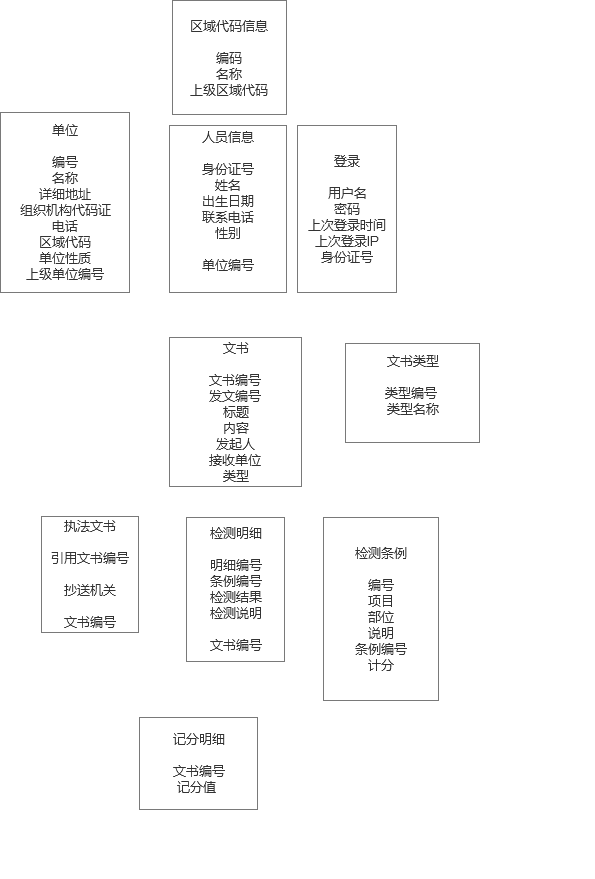 区域代码信息
编码
名称
上级区域代码
单位
编号
名称
详细地址
组织机构代码证
电话
区域代码
单位性质
上级单位编号
人员信息
身份证号
姓名
出生日期
联系电话
性别
单位编号
登录
用户名
密码
上次登录时间
上次登录IP
身份证号
文书
文书编号
发文编号
标题
内容
发起人
接收单位
类型
文书类型
类型编号
类型名称
执法文书
引用文书编号
抄送机关
文书编号
检测明细
明细编号
条例编号
检测结果
检测说明
文书编号
检测条例
编号
项目
部位
说明
条例编号
计分
记分明细
文书编号
记分值